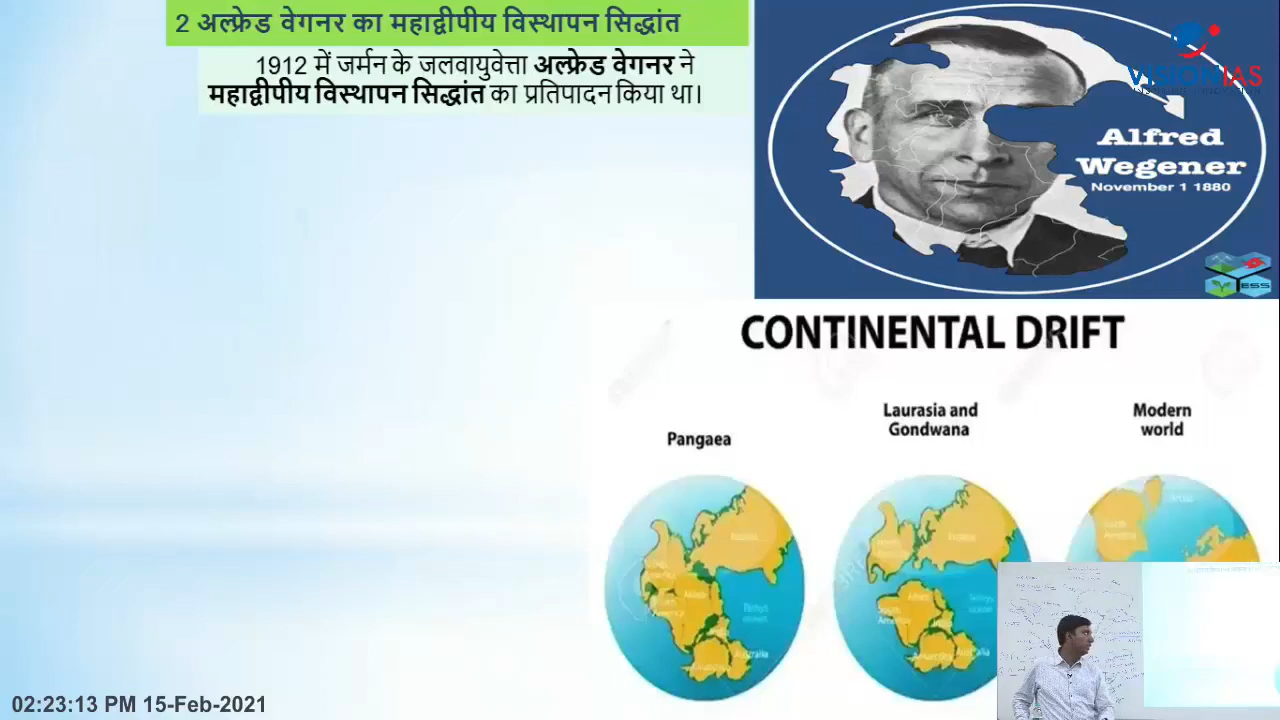 2 अल्फ्रेड वेगनर का महाद्वीपीय विस्थापन सिद्धांत
1912 में जर्मन के जलवायुवेत्ता अल्फ्रेड वेगनर ने
महाद्वीपीय विस्थापन सिद्धांत का प्रतिपादन किया था।
VISIONIAS
Alfred
Wegener
November 1 1880
ESS
CONTINENTAL DRIFT
Pangaea
Laurasia and
Gondwana
Modern
world
02:23:13 PM 15-Feb-2021